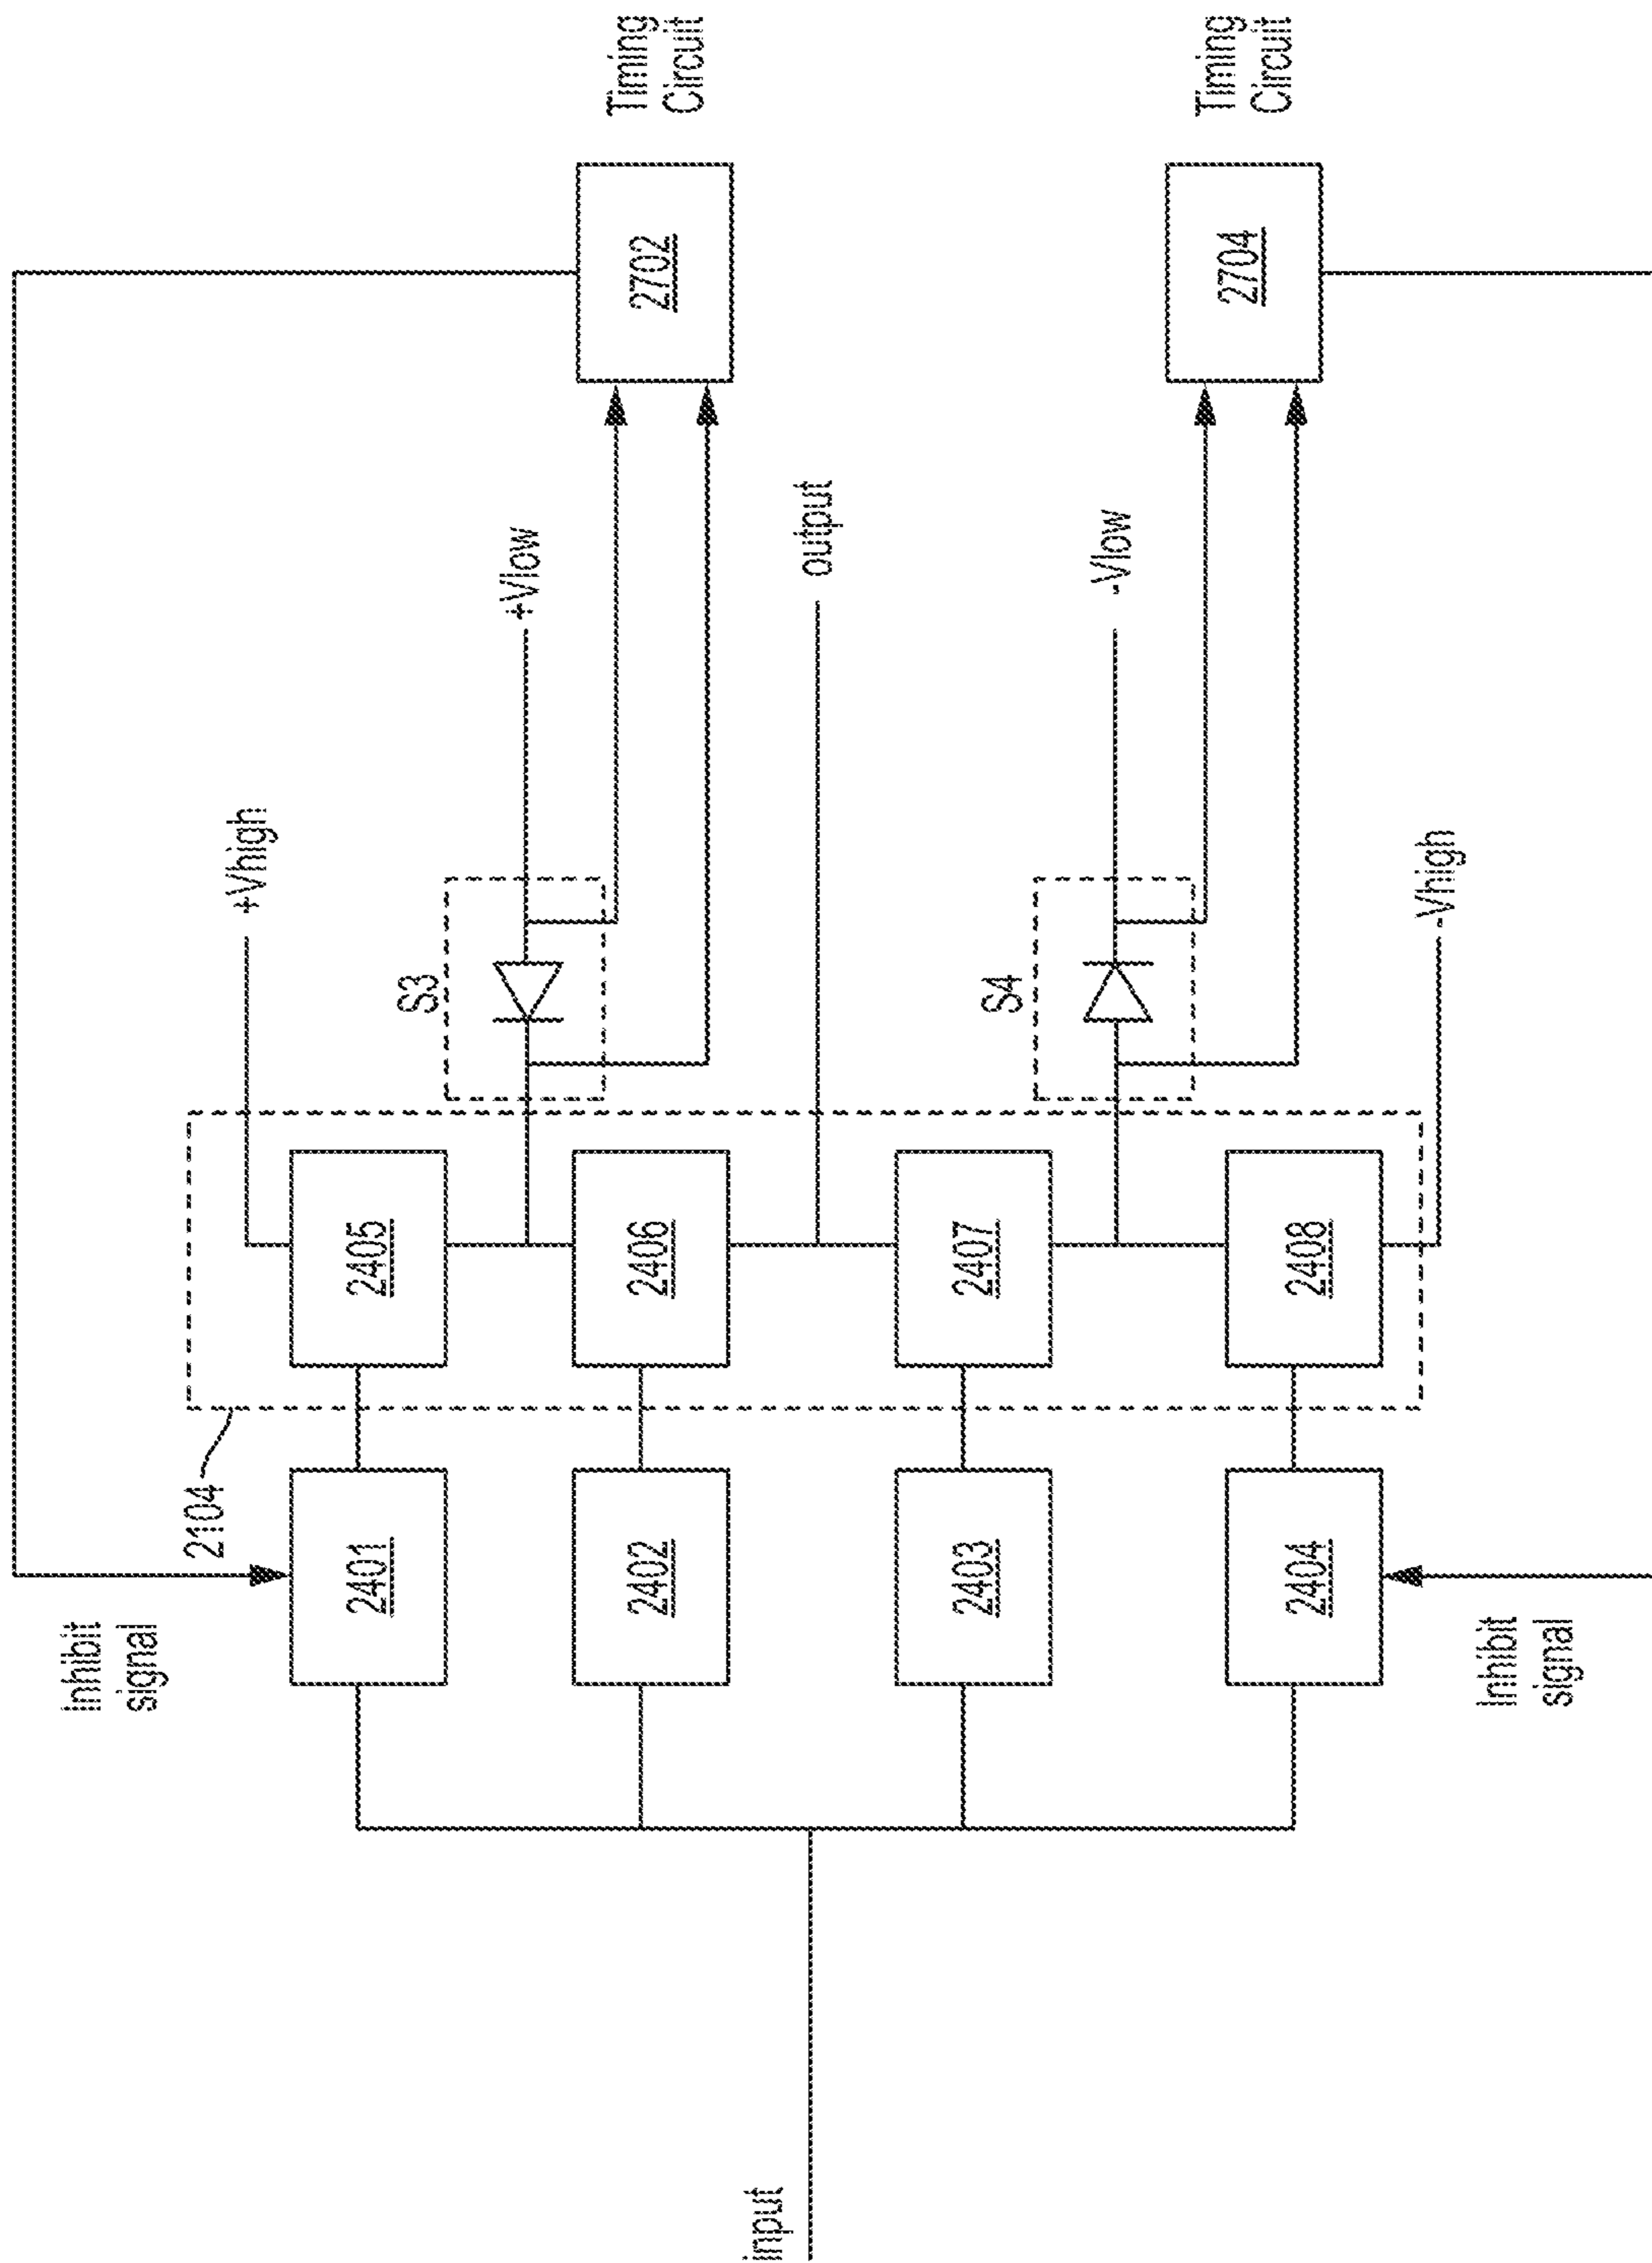 Timing
Circuit
Timing
Circuit
2702
2704
+Vlow
output
-Vlow
+Vhigh
-Vhigh
S3
S4
2405
2406
2407
2408
2104
2401
2402
2403
2404
Inhibit
signal
Inhibit
signal
input